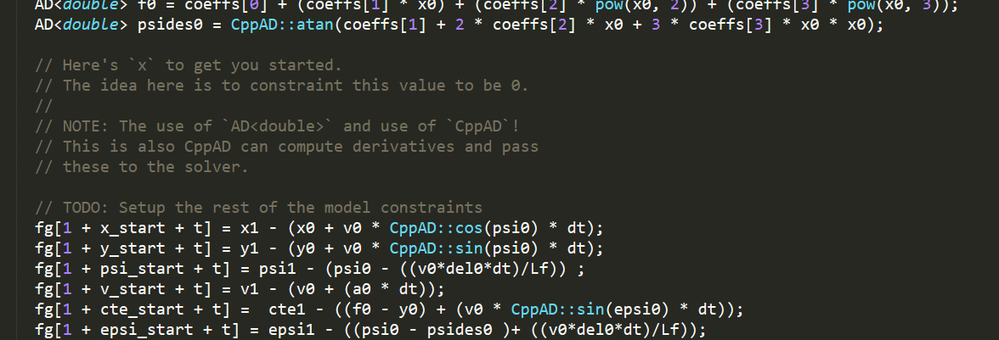 AD<double> f0 = coeffs[0] + (coeffs[1] * x0) + (coeffs[2] * pow(x0, 2)) + (coeffs[3] * pow(x0, 3));
AD<double> psides0 = CppAD::atan(coeffs[1] + 2 * coeffs[2] * x0 + 3 * coeffs[3] * x0 * x0);
// Here's `x` to get you started.
// The idea here is to constraint this value to be 0.
//
// NOTE: The use of `AD<double>` and use of `CppAD`!
// This is also CppAD can compute derivatives and pass
// these to the solver.
// TODO: Setup the rest of the model constraints
fg[1 + x_start + t] = x1 - (x0 + v0 * CppAD::cos(psi0) * dt);
fg[1 + y_start + t] = y1 - (y0 + v0 * CppAD::sin(psi0) * dt);
fg[1 + psi_start + t] = psi1 - (psi0 - ((v0*del0*dt)/Lf)) ;
fg[1 + v_start + t] = v1 - (v0 + (a0 * dt));
fg[1 + cte_start + t] =  cte1 - ((f0 - y0) + (v0 * CppAD::sin(epsi0) * dt));
fg[1 + epsi_start + t] = epsi1 - ((psi0 - psides0 )+ ((v0*del0*dt)/Lf));